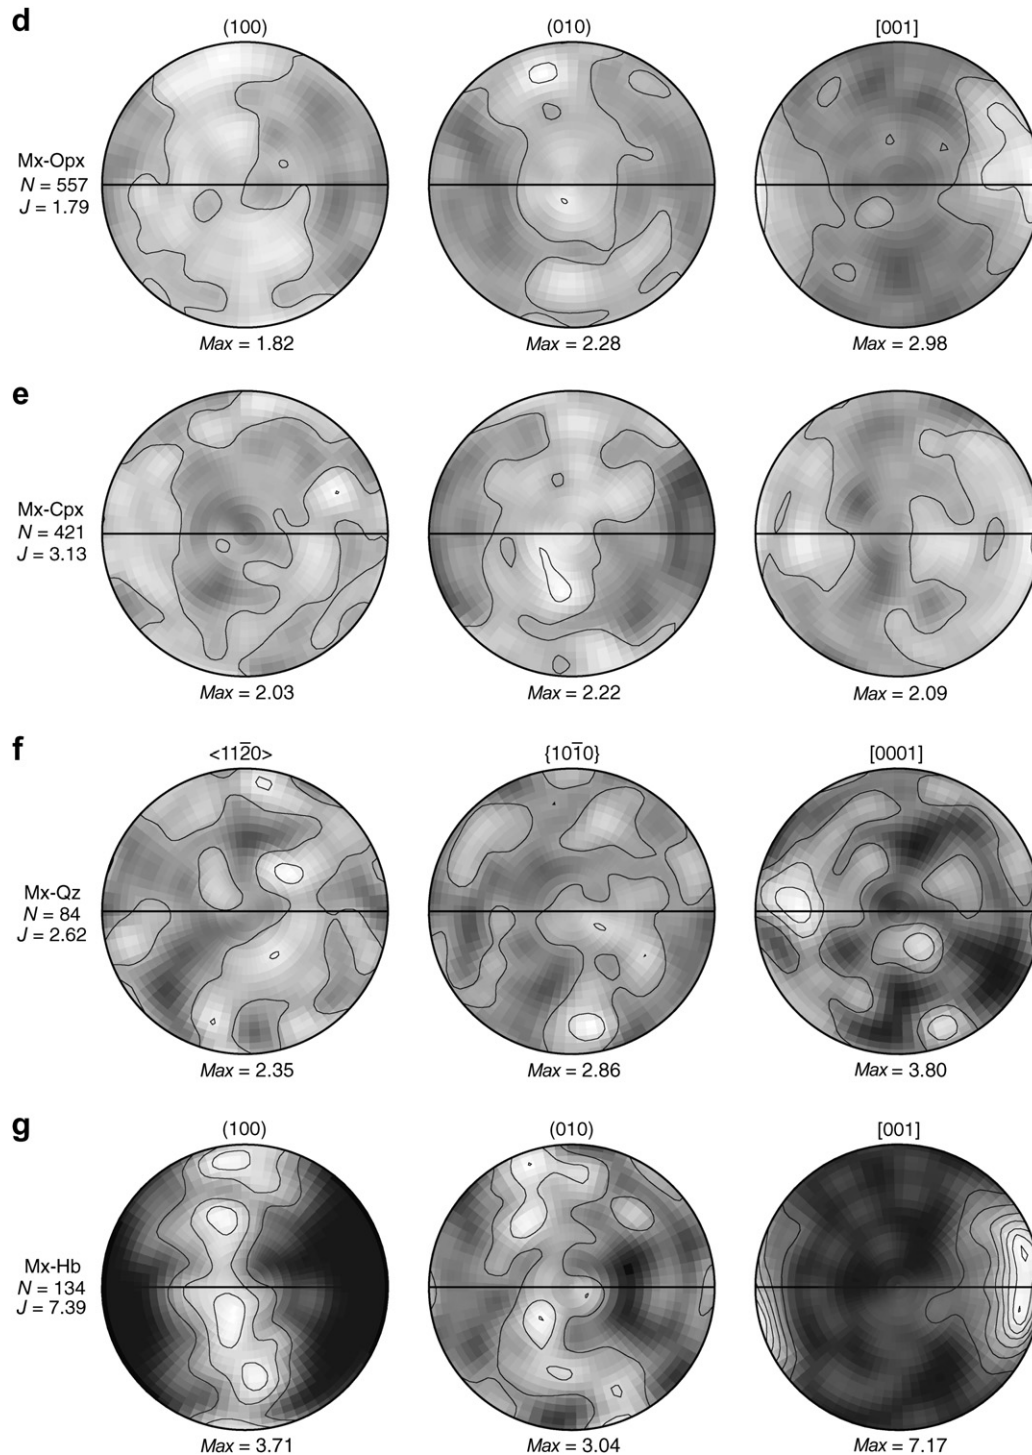 d
(100) (010) [001]
Mx-Opx
N = 557
J = 1.79
Max = 1.82 Max = 2.28 Max = 2.98
e
Mx-Cpx
N = 421
J = 3.13
Max = 2.03 Max = 2.22 Max = 2.09
f
<112̅0> {101̅0} [0001]
Mx-Qz
N = 84
J = 2.62
Max = 2.35 Max = 2.86 Max = 3.80
g
(100) (010) [001]
Mx-Hb
N = 134
J = 7.39
Max = 3.71 Max = 3.04 Max = 7.17